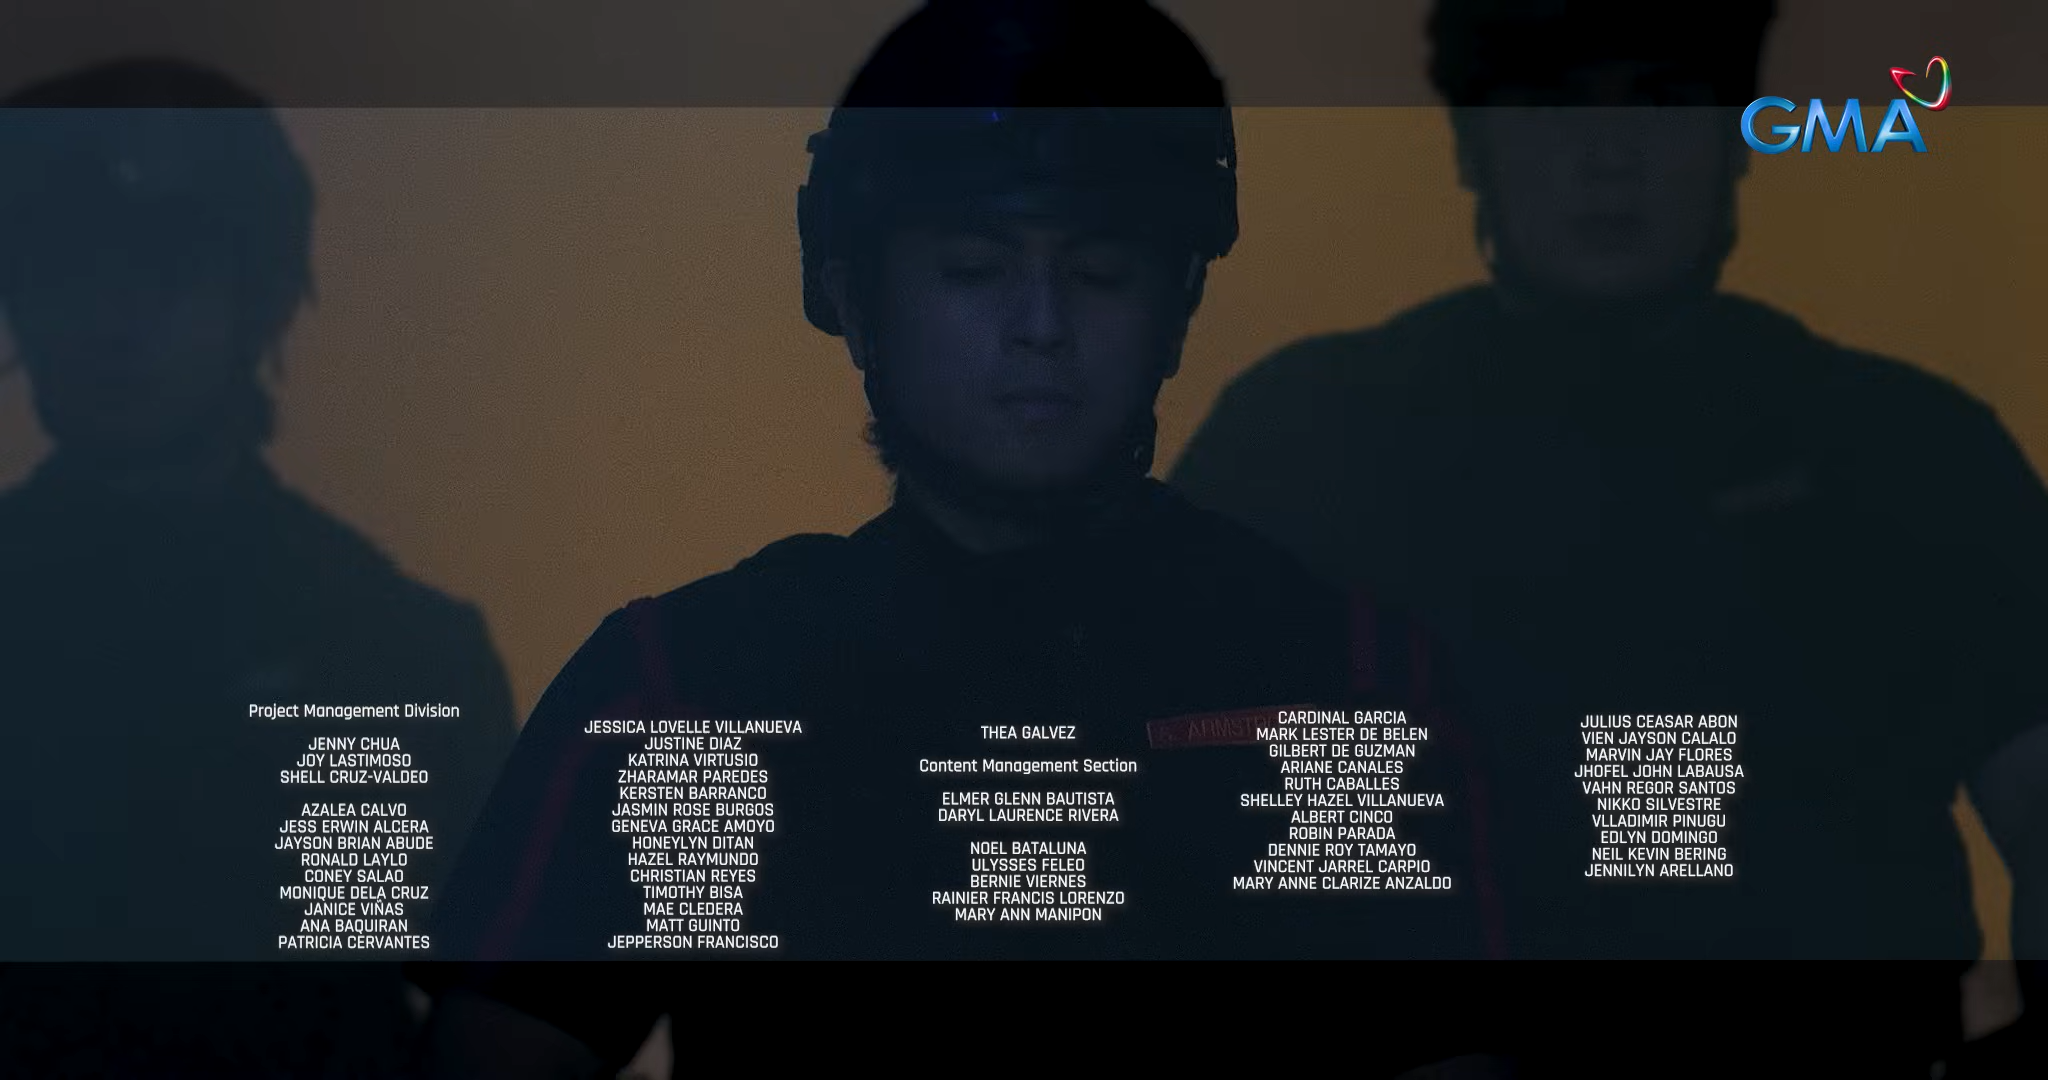 GMA
Project Management Division
JENNY CHUA
JOY LASTIMOSO
SHELL CRUZ-VALDEO
AZALEA CALVO
JESS ERWIN ALCERA
JAYSON BRIAN ABUDE
RONALD LAYLO
CONEY SALAO
MONIQUE DELA CRUZ
JANICE VIÑAS
ANA BAQUIRAN
PATRICIA CERVANTES
JESSICA LOVELLE VILLANUEVA
JUSTINE DIAZ
KATRINA VIRTUSIO
ZHARAMAR PAREDES
KERSTEN BARRANCO
JASMIN ROSE BURGOS
GENEVA GRACE AMOYO
HONEYLYN DITAN
HAZEL RAYMUNDO
CHRISTIAN REYES
TIMOTHY BISA
MAE CLEDERA
MATT GUINTO
JEPPERSON FRANCISCO
THEA GALVEZ
Content Management Section
ELMER GLENN BAUTISTA
DARYL LAURENCE RIVERA
NOEL BATALUNA
ULYSSES FELEO
BERNIE VIERNES
RAINIER FRANCIS LORENZO
MARY ANN MANIPON
CARDINAL GARCIA
MARK LESTER DE BELEN
GILBERT DE GUZMAN
ARIANE CANALES
RUTH CABALLES
SHELLEY HAZEL VILLANUEVA
ALBERT CINCO
ROBIN PARADA
DENNIE ROY TAMAYO
VINCENT JARREL CARPIO
MARY ANNE CLARIZE ANZALDO
JULIUS CEASAR ABON
VIEN JAYSON CALALO
MARVIN JAY FLORES
JHOFEL JOHN LABAUSA
VAHN REGOR SANTOS
NIKKO SILVESTRE
VLLADIMIR PINUGU
EDLYN DOMINGO
NEIL KEVIN BERING
JENNILYN ARELLANO